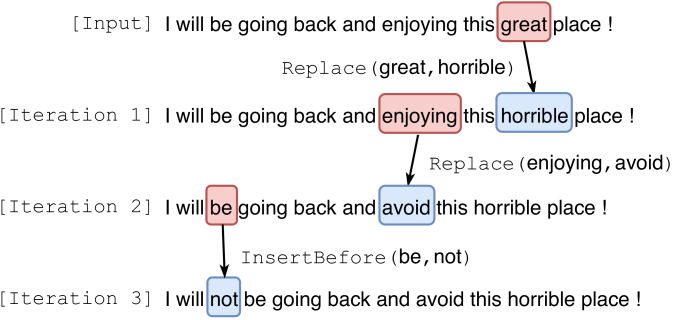 [Input] I will be going back and enjoying this great place !
Replace(great,horrible)
[Iteration 1] I will be going back and enjoying this horrible place !
Replace(enjoying,avoid)
[Iteration 2] I will be going back and avoid this horrible place !
InsertBefore(be,not)
[Iteration 3] I will not be going back and avoid this horrible place !